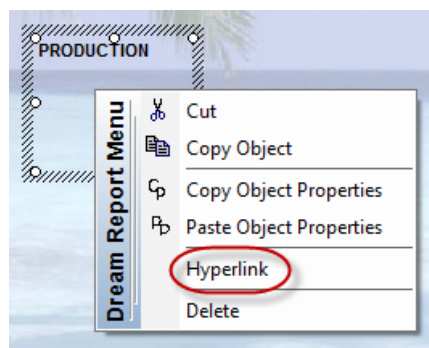 PRODUCTION
Dream Report Menu
Cut
Copy Object
Copy Object Properties
Paste Object Properties
Hyperlink
Delete